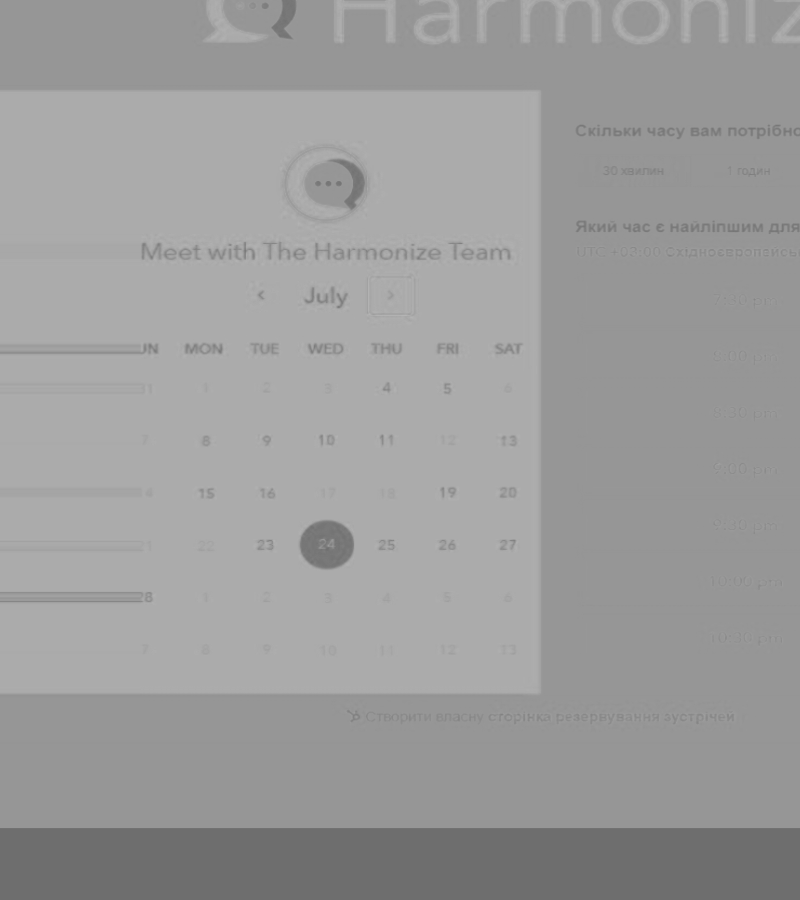 Harmoniz
Meet with The Harmonize Team
‹ July ›
UN MON TUE WED THU FRI SAT
31 1 2 3 4 5 6
7 8 9 10 11 12 13
4 15 16 17 18 19 20
21 22 23 24 25 26 27
28 1 2 3 4 5 6
7 8 9 10 11 12 13
Скільки часу вам потрібно
30 хвилин 1 годин
Який час є найліпшим для
UTC +03:00
7:30 pm
8:00 pm
8:30 pm
9:00 pm
9:30 pm
10:00 pm
10:30 pm
Створити власну сторінка резервування зустрічей